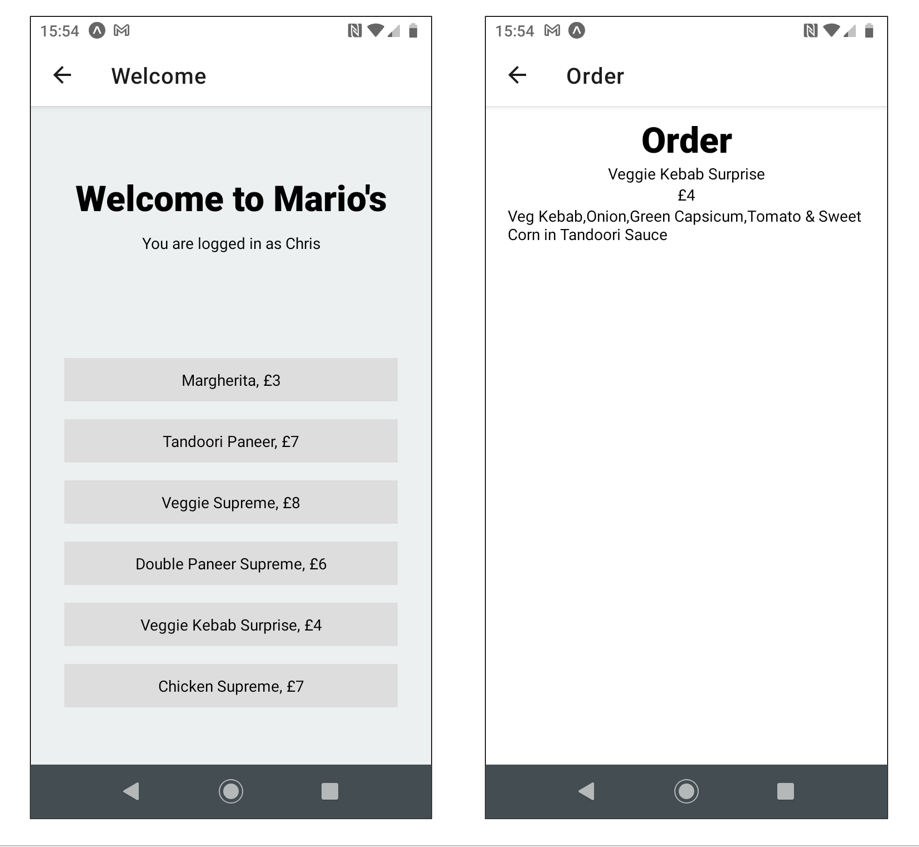 15:54
Welcome
Welcome to Mario's
You are logged in as Chris
Margherita, £3
Tandoori Paneer, £7
Veggie Supreme, £8
Double Paneer Supreme, £6
Veggie Kebab Surprise, £4
Chicken Supreme, £7
15:54
Order
Order
Veggie Kebab Surprise
£4
Veg Kebab,Onion,Green Capsicum,Tomato & Sweet
Corn in Tandoori Sauce